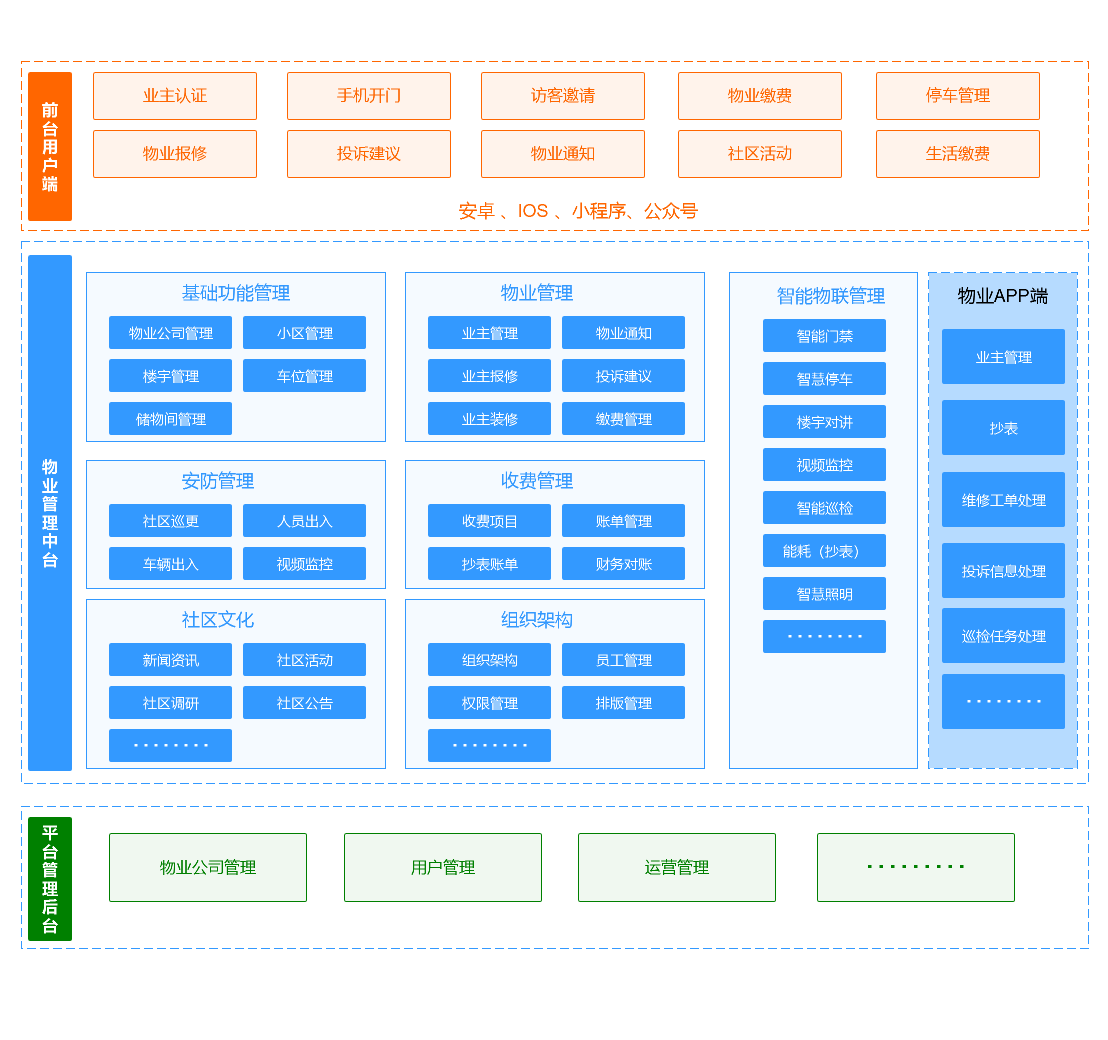 前台用户端
业主认证
手机开门
访客邀请
物业缴费
停车管理
物业报修
投诉建议
物业通知
社区活动
生活缴费
安卓 、IOS 、小程序、公众号
物业管理中台
基础功能管理
物业公司管理
小区管理
楼宇管理
车位管理
储物间管理
物业管理
业主管理
物业通知
业主报修
投诉建议
业主装修
缴费管理
安防管理
社区巡更
人员出入
车辆出入
视频监控
收费管理
收费项目
账单管理
抄表账单
财务对账
社区文化
新闻资讯
社区活动
社区调研
社区公告
········
组织架构
组织架构
员工管理
权限管理
排版管理
········
智能物联管理
智能门禁
智慧停车
楼宇对讲
视频监控
智能巡检
能耗（抄表）
智慧照明
········
物业APP端
业主管理
抄表
维修工单处理
投诉信息处理
巡检任务处理
········
平台管理后台
物业公司管理
用户管理
运营管理
·········